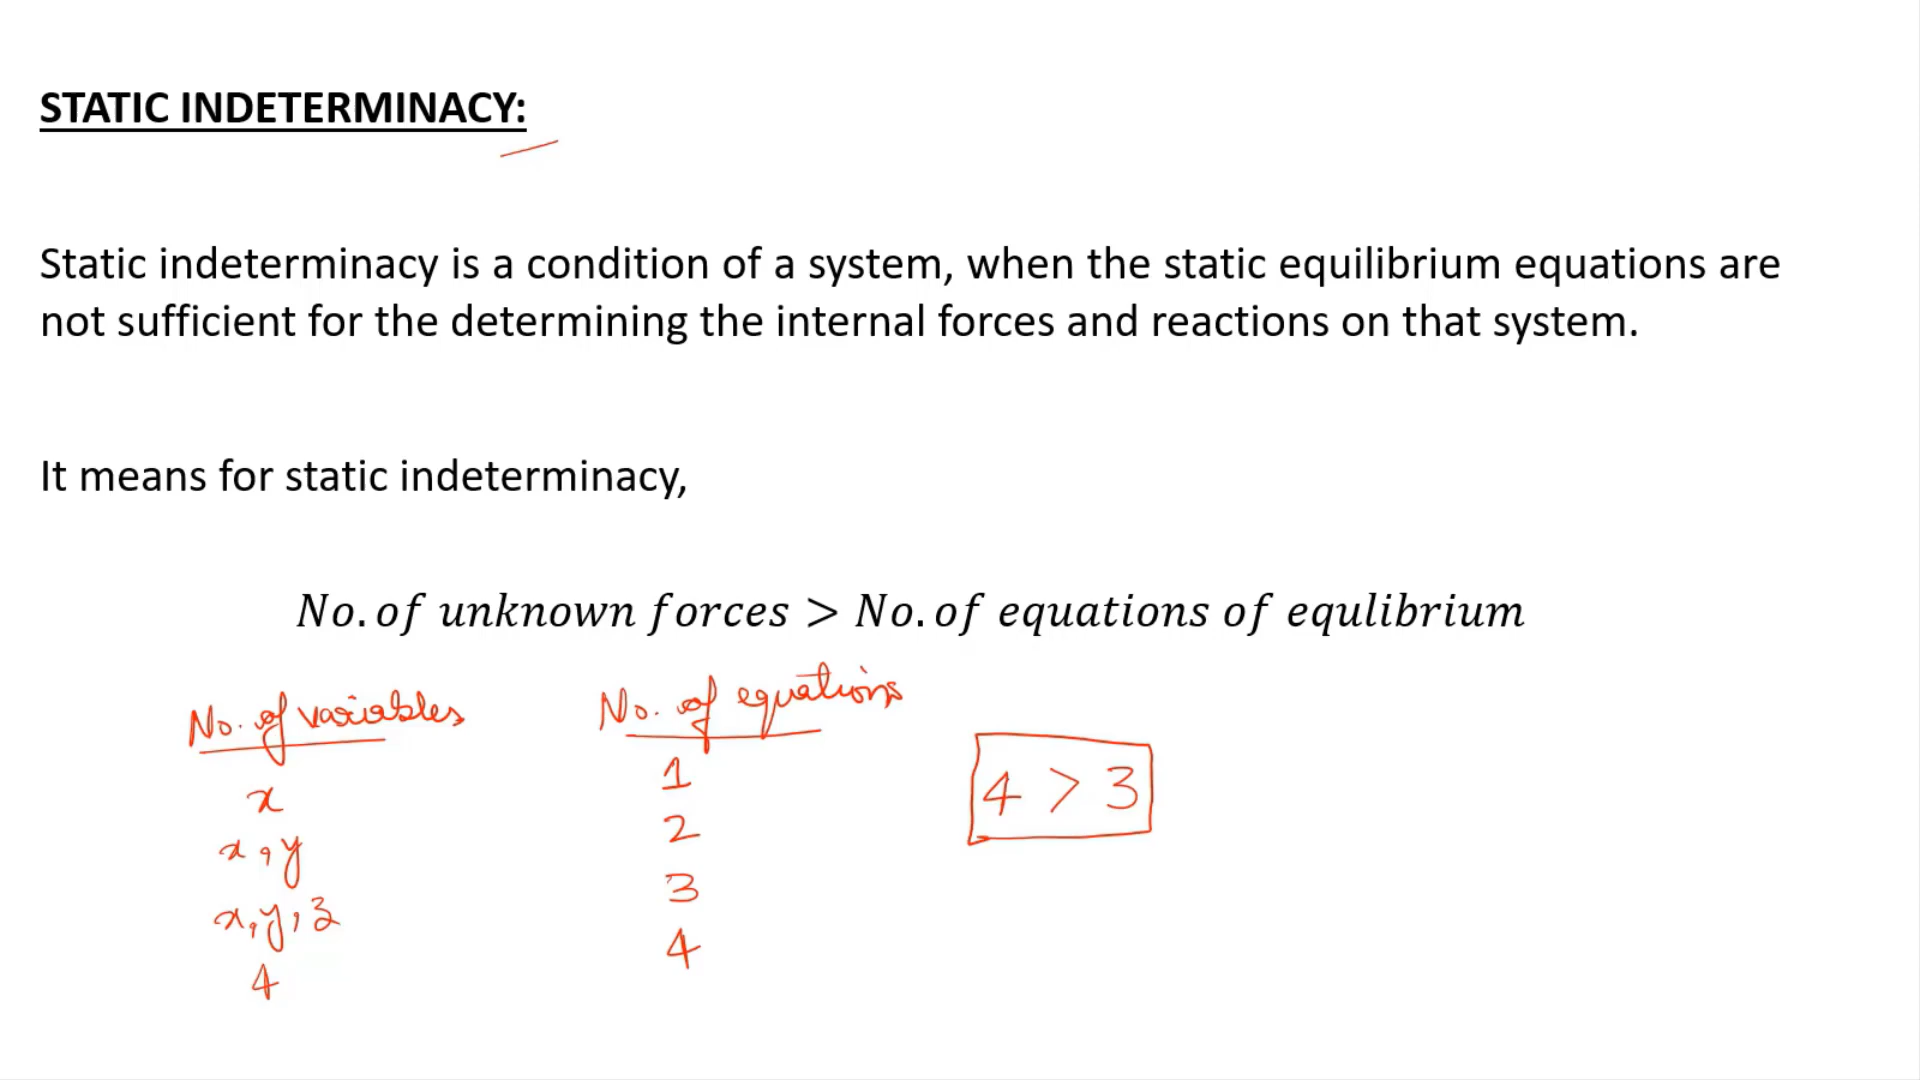 STATIC INDETERMINACY:
Static indeterminacy is a condition of a system, when the static equilibrium equations are
not sufficient for the determining the internal forces and reactions on that system.
It means for static indeterminacy,
No. of unknown forces > No. of equations of equlibrium
No. of variables No. of equations
x 1
x, y 2
x, y, z 3
4 4
4 > 3